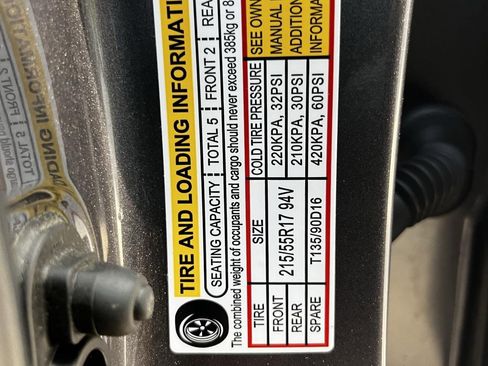 TIRE AND LOADING INFORMATI
SEATING CAPACITY TOTAL 5 FRONT 2 REA
The combined weight of occupants and cargo should never exceed 385kg or 8
TIRE SIZE COLD TIRE PRESSURE SEE OWN
FRONT 215/55R17 94V 220KPA, 32PSI MANUAL
REAR 210KPA, 30PSI ADDITION
SPARE T135/90D16 420KPA, 60PSI INFORMA